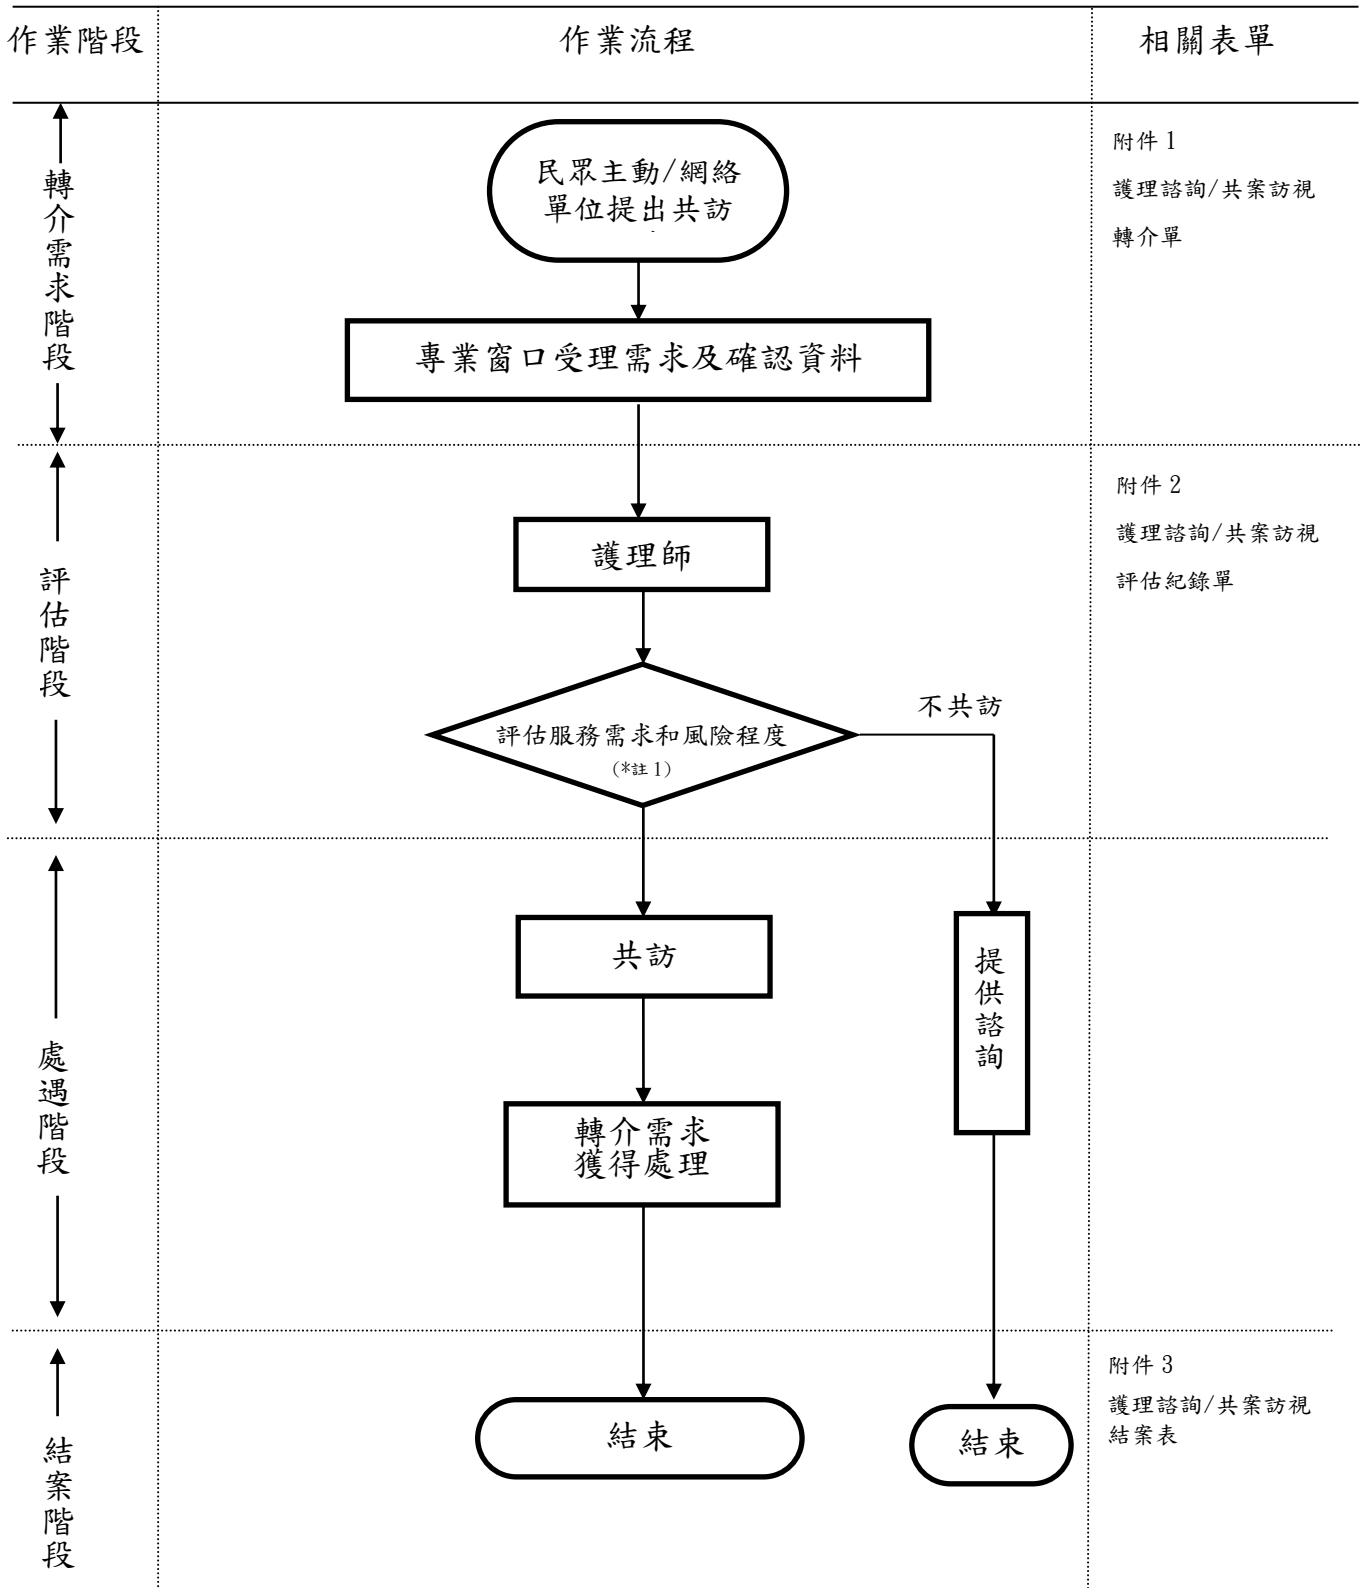 作業階段
作業流程
相關表單
轉介需求階段
民眾主動/網絡
單位提出共訪
專業窗口受理需求及確認資料
附件 1
護理諮詢/共案訪視
轉介單
評估階段
護理師
評估服務需求和風險程度
(*註 1)
不共訪
附件 2
護理諮詢/共案訪視
評估紀錄單
處遇階段
共訪
提供諮詢
轉介需求
獲得處理
結案階段
結束
結束
附件 3
護理諮詢/共案訪視
結案表